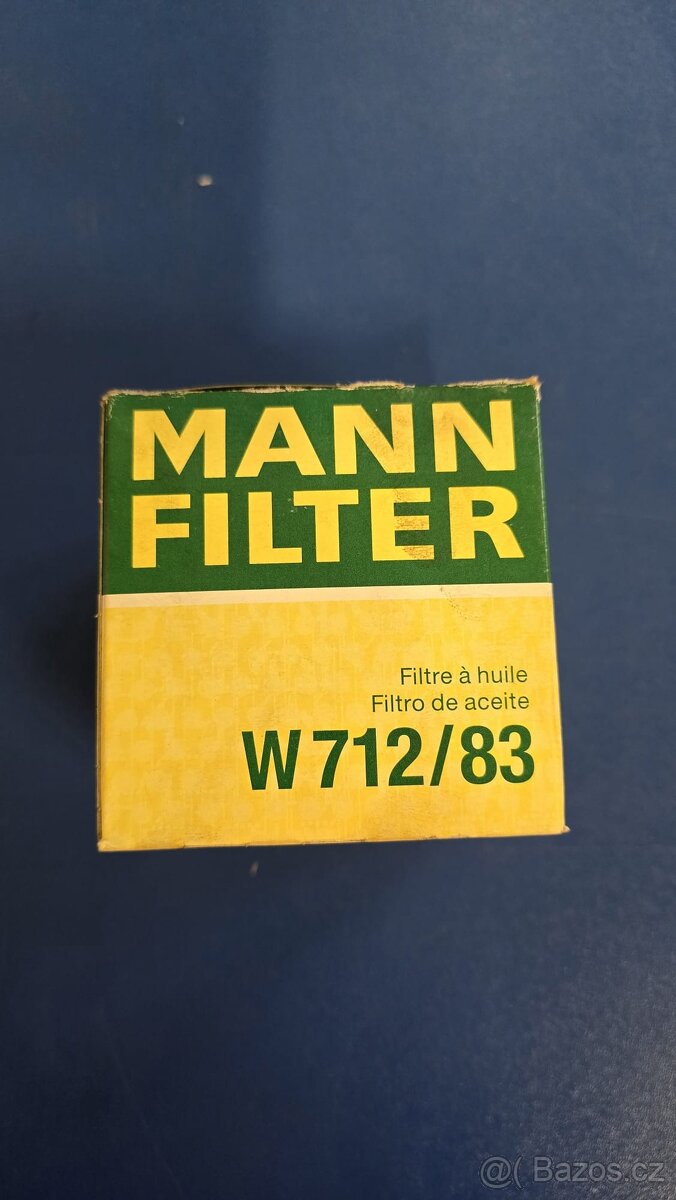 MANN
FILTER
Filtre à huile
Filtro de aceite
W 712/83
@( Bazos.cz